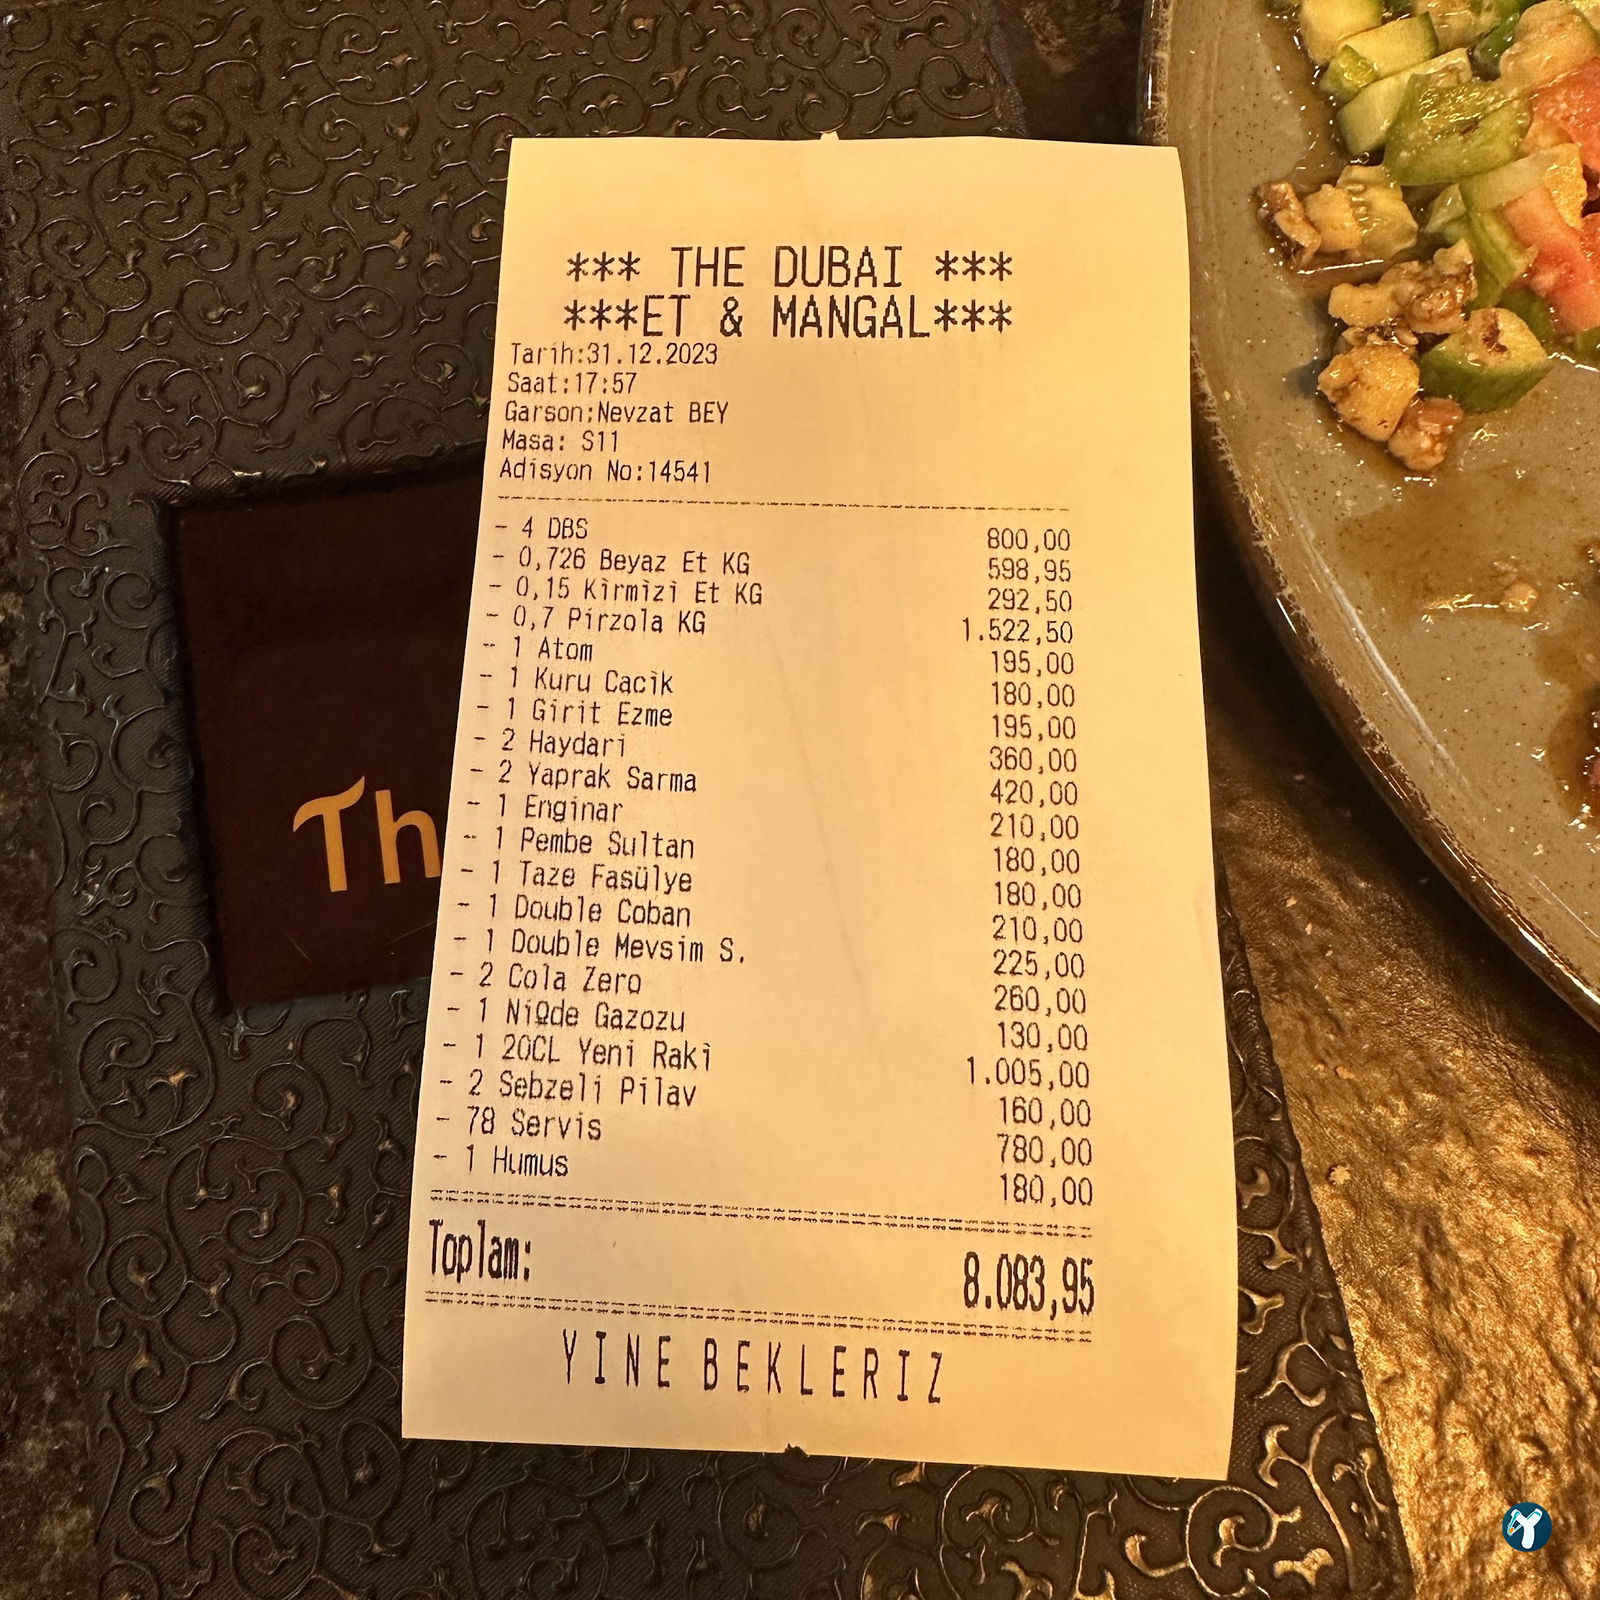 *** THE DUBAI ***
***ET & MANGAL***
Tarih:31.12.2023
Saat:17:57
Garson:Nevzat BEY
Masa: S11
Adisyon No:14541
- 4 DBS 800,00
- 0,726 Beyaz Et KG 598,95
- 0,15 Kìrmìzì Et KG 292,50
- 0,7 Pirzola KG 1.522,50
- 1 Atom 195,00
- 1 Kuru Cacìk 180,00
- 1 Girit Ezme 195,00
- 2 Haydari 360,00
- 2 Yaprak Sarma 420,00
- 1 Enginar 210,00
- 1 Pembe Sultan 180,00
- 1 Taze Fasülye 180,00
- 1 Double Coban 210,00
- 1 Double Mevsim S. 225,00
- 2 Cola Zero 260,00
- 1 NiΩde Gazozu 130,00
- 1 20CL Yeni Rakì 1.005,00
- 2 Sebzeli Pilav 160,00
- 78 Servis 780,00
- 1 Humus 180,00
Toplam: 8.083,95
YINE BEKLERIZ
Th